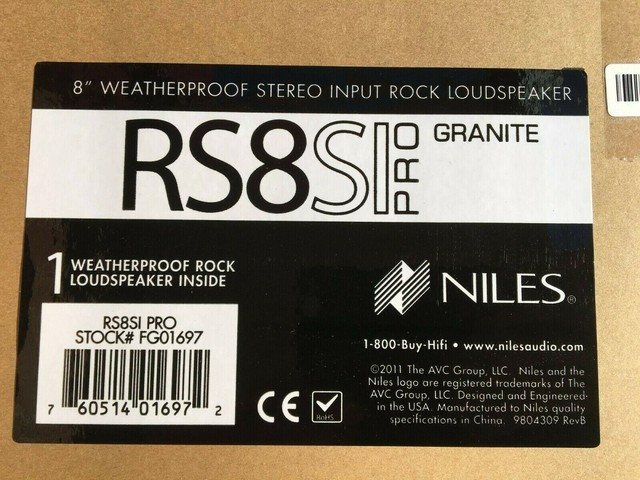 8" WEATHERPROOF STEREO INPUT ROCK LOUDSPEAKER
RS8SI PRO GRANITE
1 WEATHERPROOF ROCK
LOUDSPEAKER INSIDE
NILES®
RS8SI PRO
STOCK# FG01697
7 60514 01697 2
CE RoHS
1-800-Buy-Hifi • www.nilesaudio.com
©2011 The AVC Group, LLC. Niles and the
Niles logo are registered trademarks of The
AVC Group, LLC. Designed and Engineered
in the USA. Manufactured to Niles quality
specifications in China. 9804309 RevB